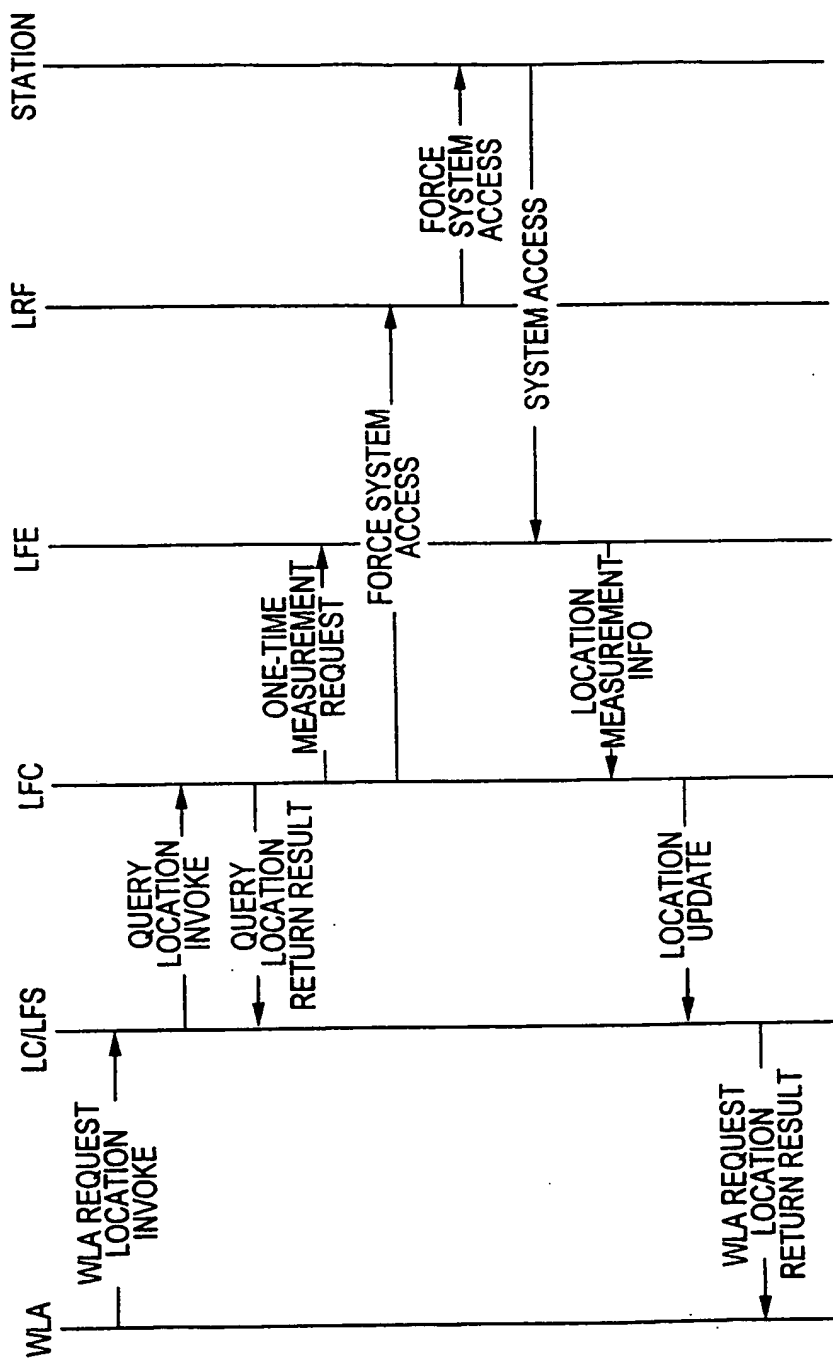 WLA
LC/LFS
LFC
LFE
LRF
STATION
WLA REQUEST
LOCATION
INVOKE
QUERY
LOCATION
INVOKE
QUERY
LOCATION
RETURN RESULT
ONE-TIME
MEASUREMENT
REQUEST
FORCE SYSTEM
ACCESS
FORCE
SYSTEM
ACCESS
SYSTEM ACCESS
LOCATION
MEASUREMENT
INFO
LOCATION
UPDATE
WLA REQUEST
LOCATION
RETURN RESULT